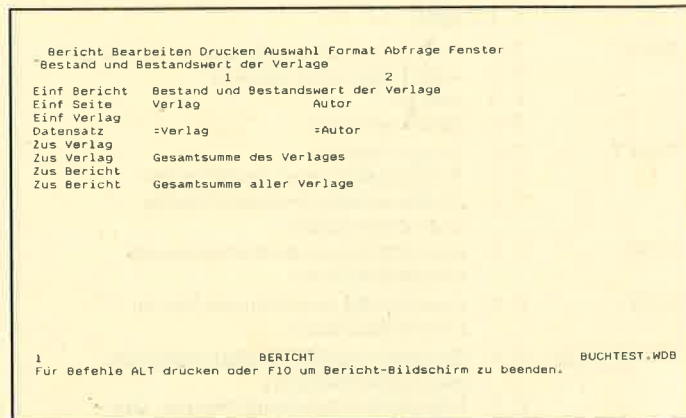 Bericht Bearbeiten Drucken Auswahl Format Abfrage Fenster
Bestand und Bestandswert der Verlage
1 2
Einf Bericht Bestand und Bestandswert der Verlage
Einf Seite Verlag Autor
Einf Verlag
Datensatz =Verlag =Autor
Zus Verlag
Zus Verlag Gesamtsumme des Verlages
Zus Bericht
Zus Bericht Gesamtsumme aller Verlage
1 BERICHT BUCHTEST.WDB
Für Befehle ALT drücken oder F10 um Bericht-Bildschirm zu beenden.